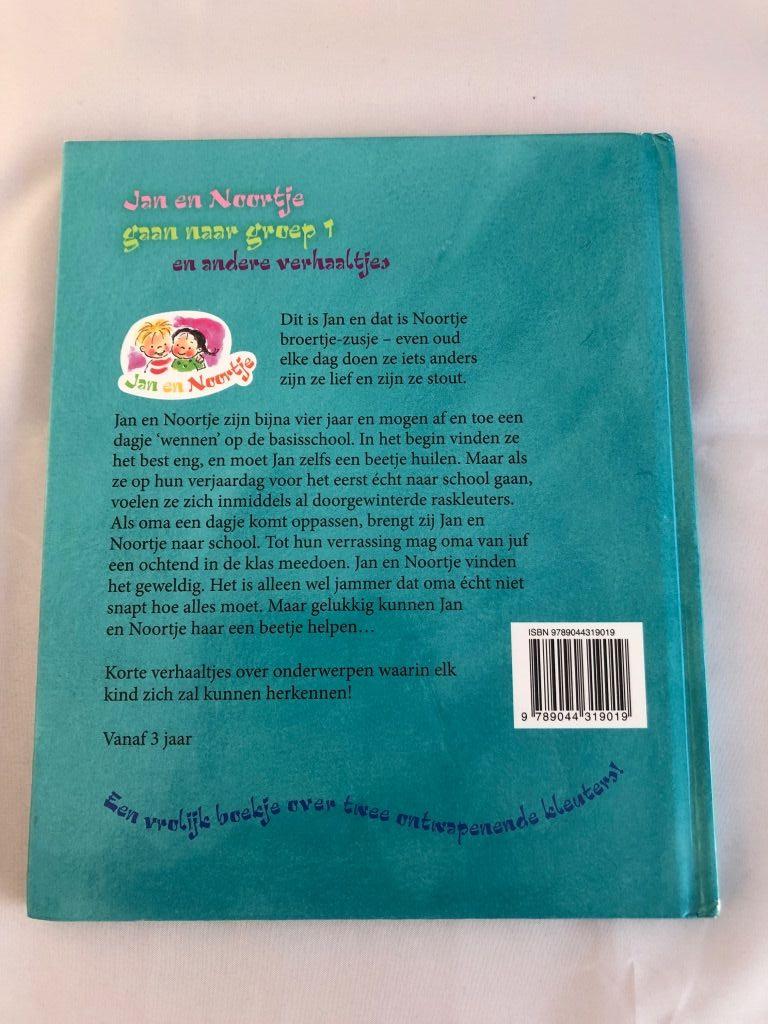 Jan en Noortje
gaan naar groep 1
en andere verhaaltjes
Jan en Noortje
Dit is Jan en dat is Noortje
broertje-zusje – even oud
elke dag doen ze iets anders
zijn ze lief en zijn ze stout.
Jan en Noortje zijn bijna vier jaar en mogen af en toe een
dagje ‘wennen’ op de basisschool. In het begin vinden ze
het best eng, en moet Jan zelfs een beetje huilen. Maar als
ze op hun verjaardag voor het eerst écht naar school gaan,
voelen ze zich inmiddels al doorgewinterde raskleuters.
Als oma een dagje komt oppassen, brengt zij Jan en
Noortje naar school. Tot hun verrassing mag oma van juf
een ochtend in de klas meedoen. Jan en Noortje vinden
het geweldig. Het is alleen wel jammer dat oma écht niet
snapt hoe alles moet. Maar gelukkig kunnen Jan
en Noortje haar een beetje helpen…
ISBN 9789044319019
9 789044 319019
Korte verhaaltjes over onderwerpen waarin elk
kind zich zal kunnen herkennen!
Vanaf 3 jaar
Een vrolijk boekje over twee ontwapenende kleuters!